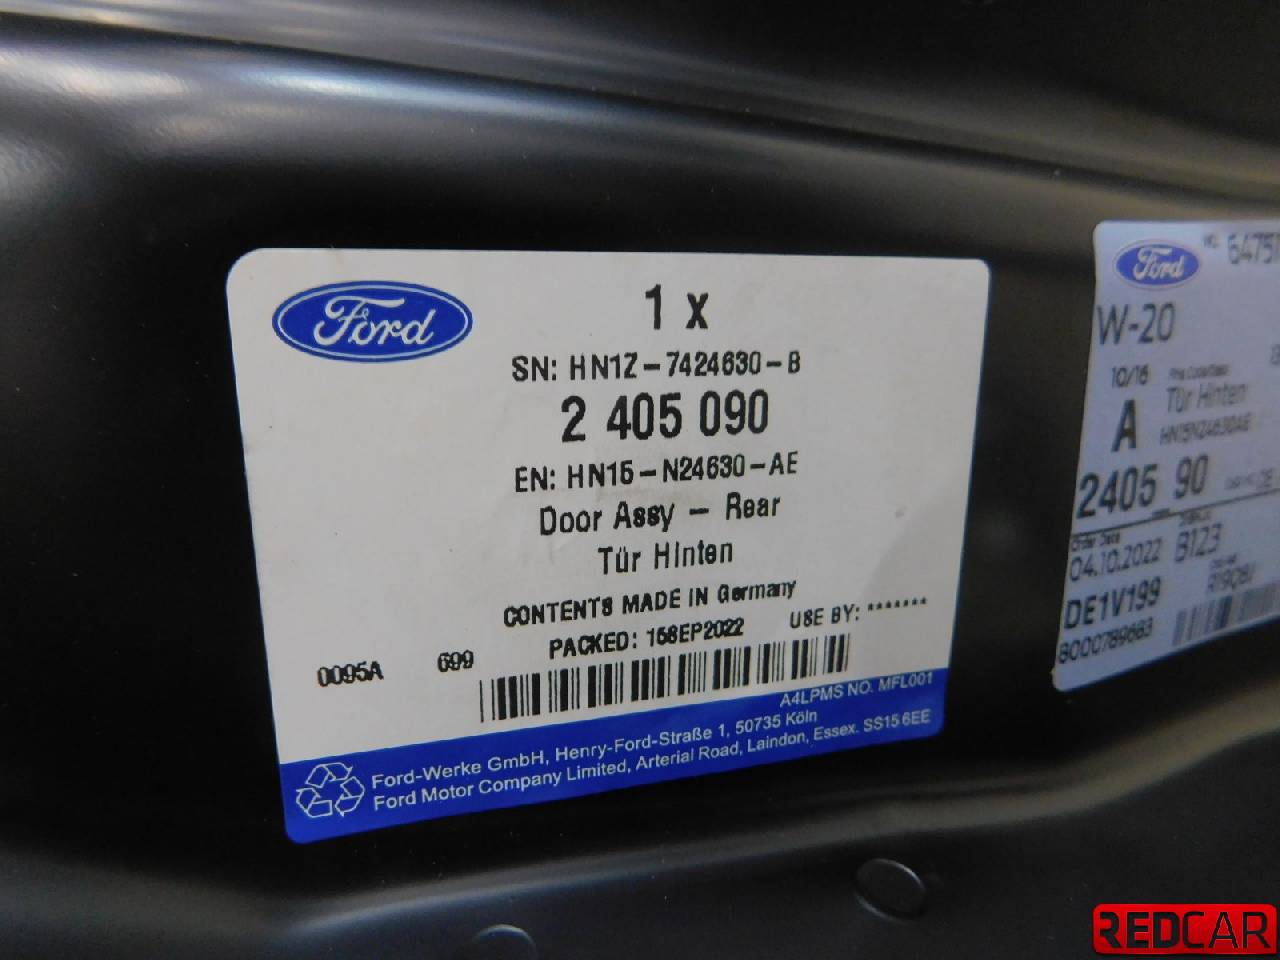 Ford
1 x
SN: HN1Z-7424630-B
2 405 090
EN: HN15-N24630-AE
Door Assy - Rear
Tür Hinten
CONTENTS MADE IN Germany
PACKED: 15SEP2022 USE BY: *******
0095A 699
A4LPMS NO. MFL001
Ford-Werke GmbH, Henry-Ford-Straße 1, 50735 Köln
Ford Motor Company Limited, Arterial Road, Laindon, Essex. SS15 6EE
Ford
W-20
10/16
Tür Hinten
A
HN15N24630AE
2405 90
Order Date
04.10.2022 B123
DE1V199
8000789683
REDCAR